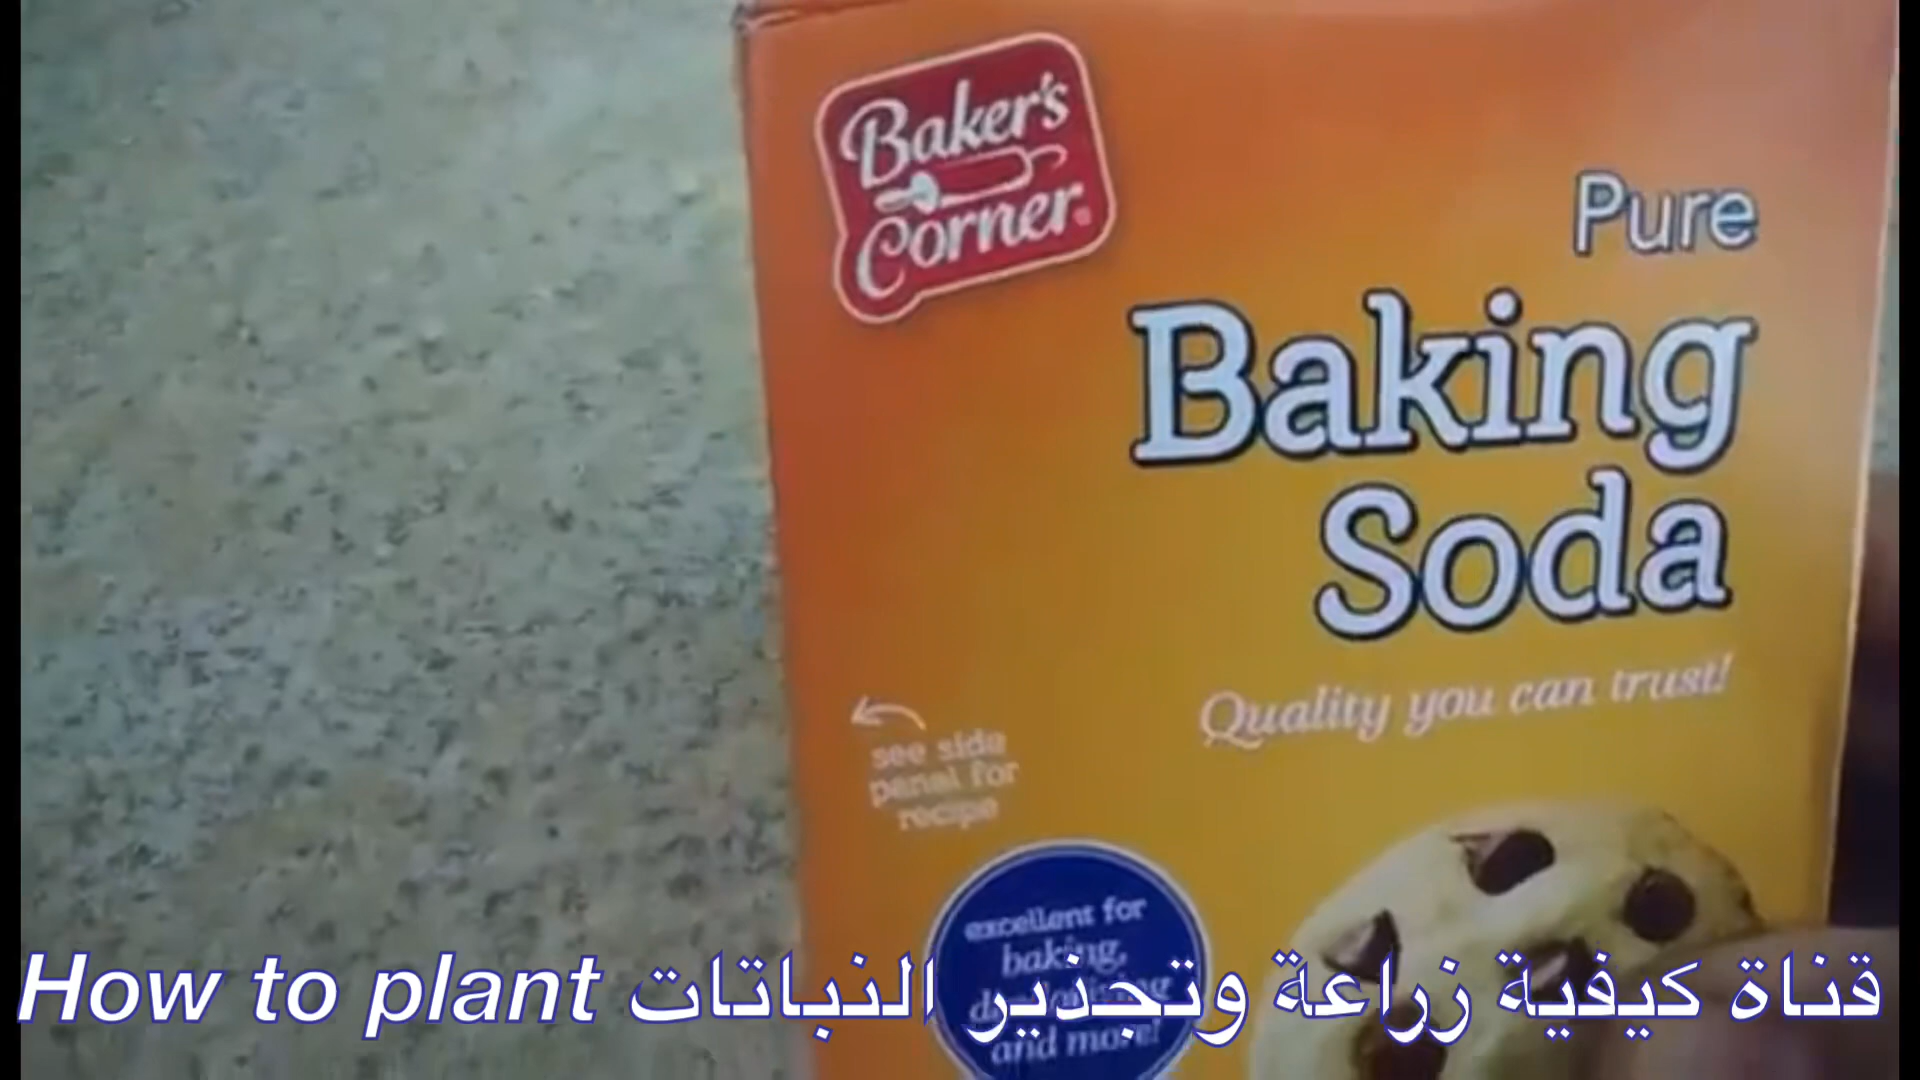 Baker's
Corner
Pure
Baking
Soda
Quality you can trust!
see side
panel for
recipe
excellent for
baking,
and more!
قناة كيفية زراعة وتجذير النباتات How to plant